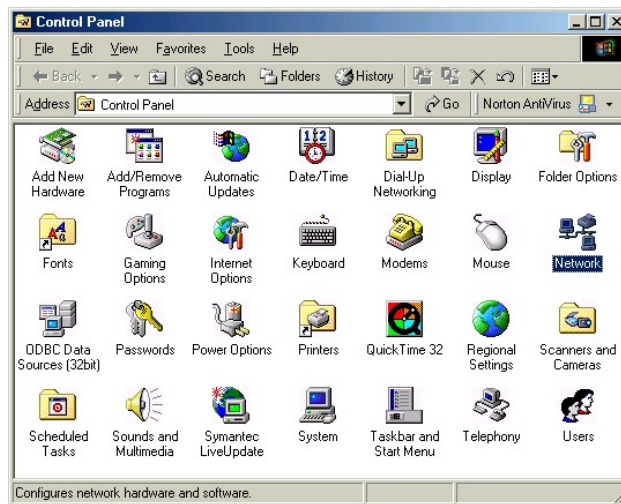 Control Panel
File Edit View Favorites Tools Help
Back Search Folders History
Address Control Panel Go Norton AntiVirus
Add New Hardware
Add/Remove Programs
Automatic Updates
Date/Time
Dial-Up Networking
Display
Folder Options
Fonts
Gaming Options
Internet Options
Keyboard
Modems
Mouse
Network
ODBC Data Sources (32bit)
Passwords
Power Options
Printers
QuickTime 32
Regional Settings
Scanners and Cameras
Scheduled Tasks
Sounds and Multimedia
Symantec LiveUpdate
System
Taskbar and Start Menu
Telephony
Users
Configures network hardware and software.